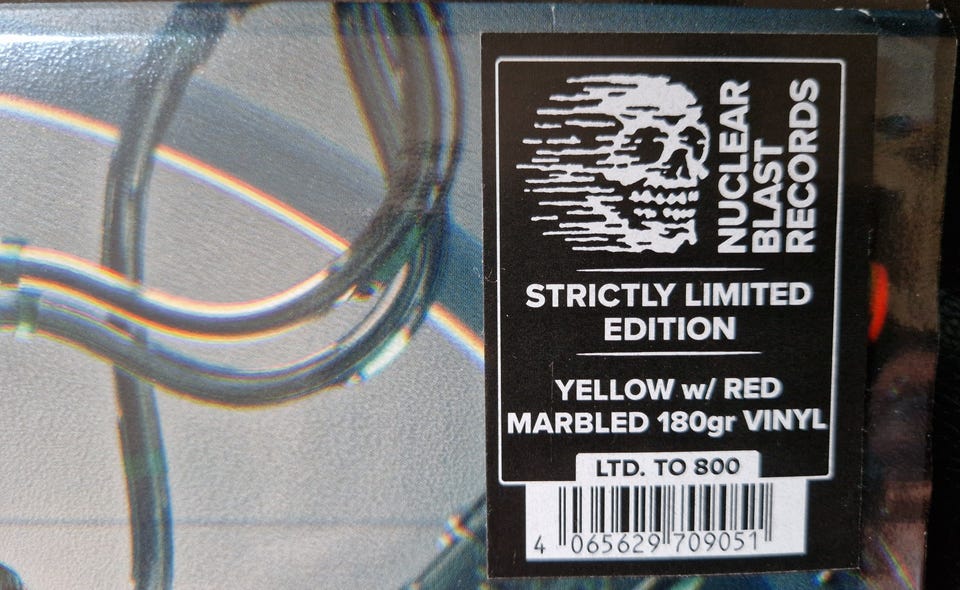 NUCLEAR
BLAST
RECORDS
STRICTLY LIMITED
EDITION
YELLOW w/ RED
MARBLED 180gr VINYL
LTD. TO 800
4 065629 709051